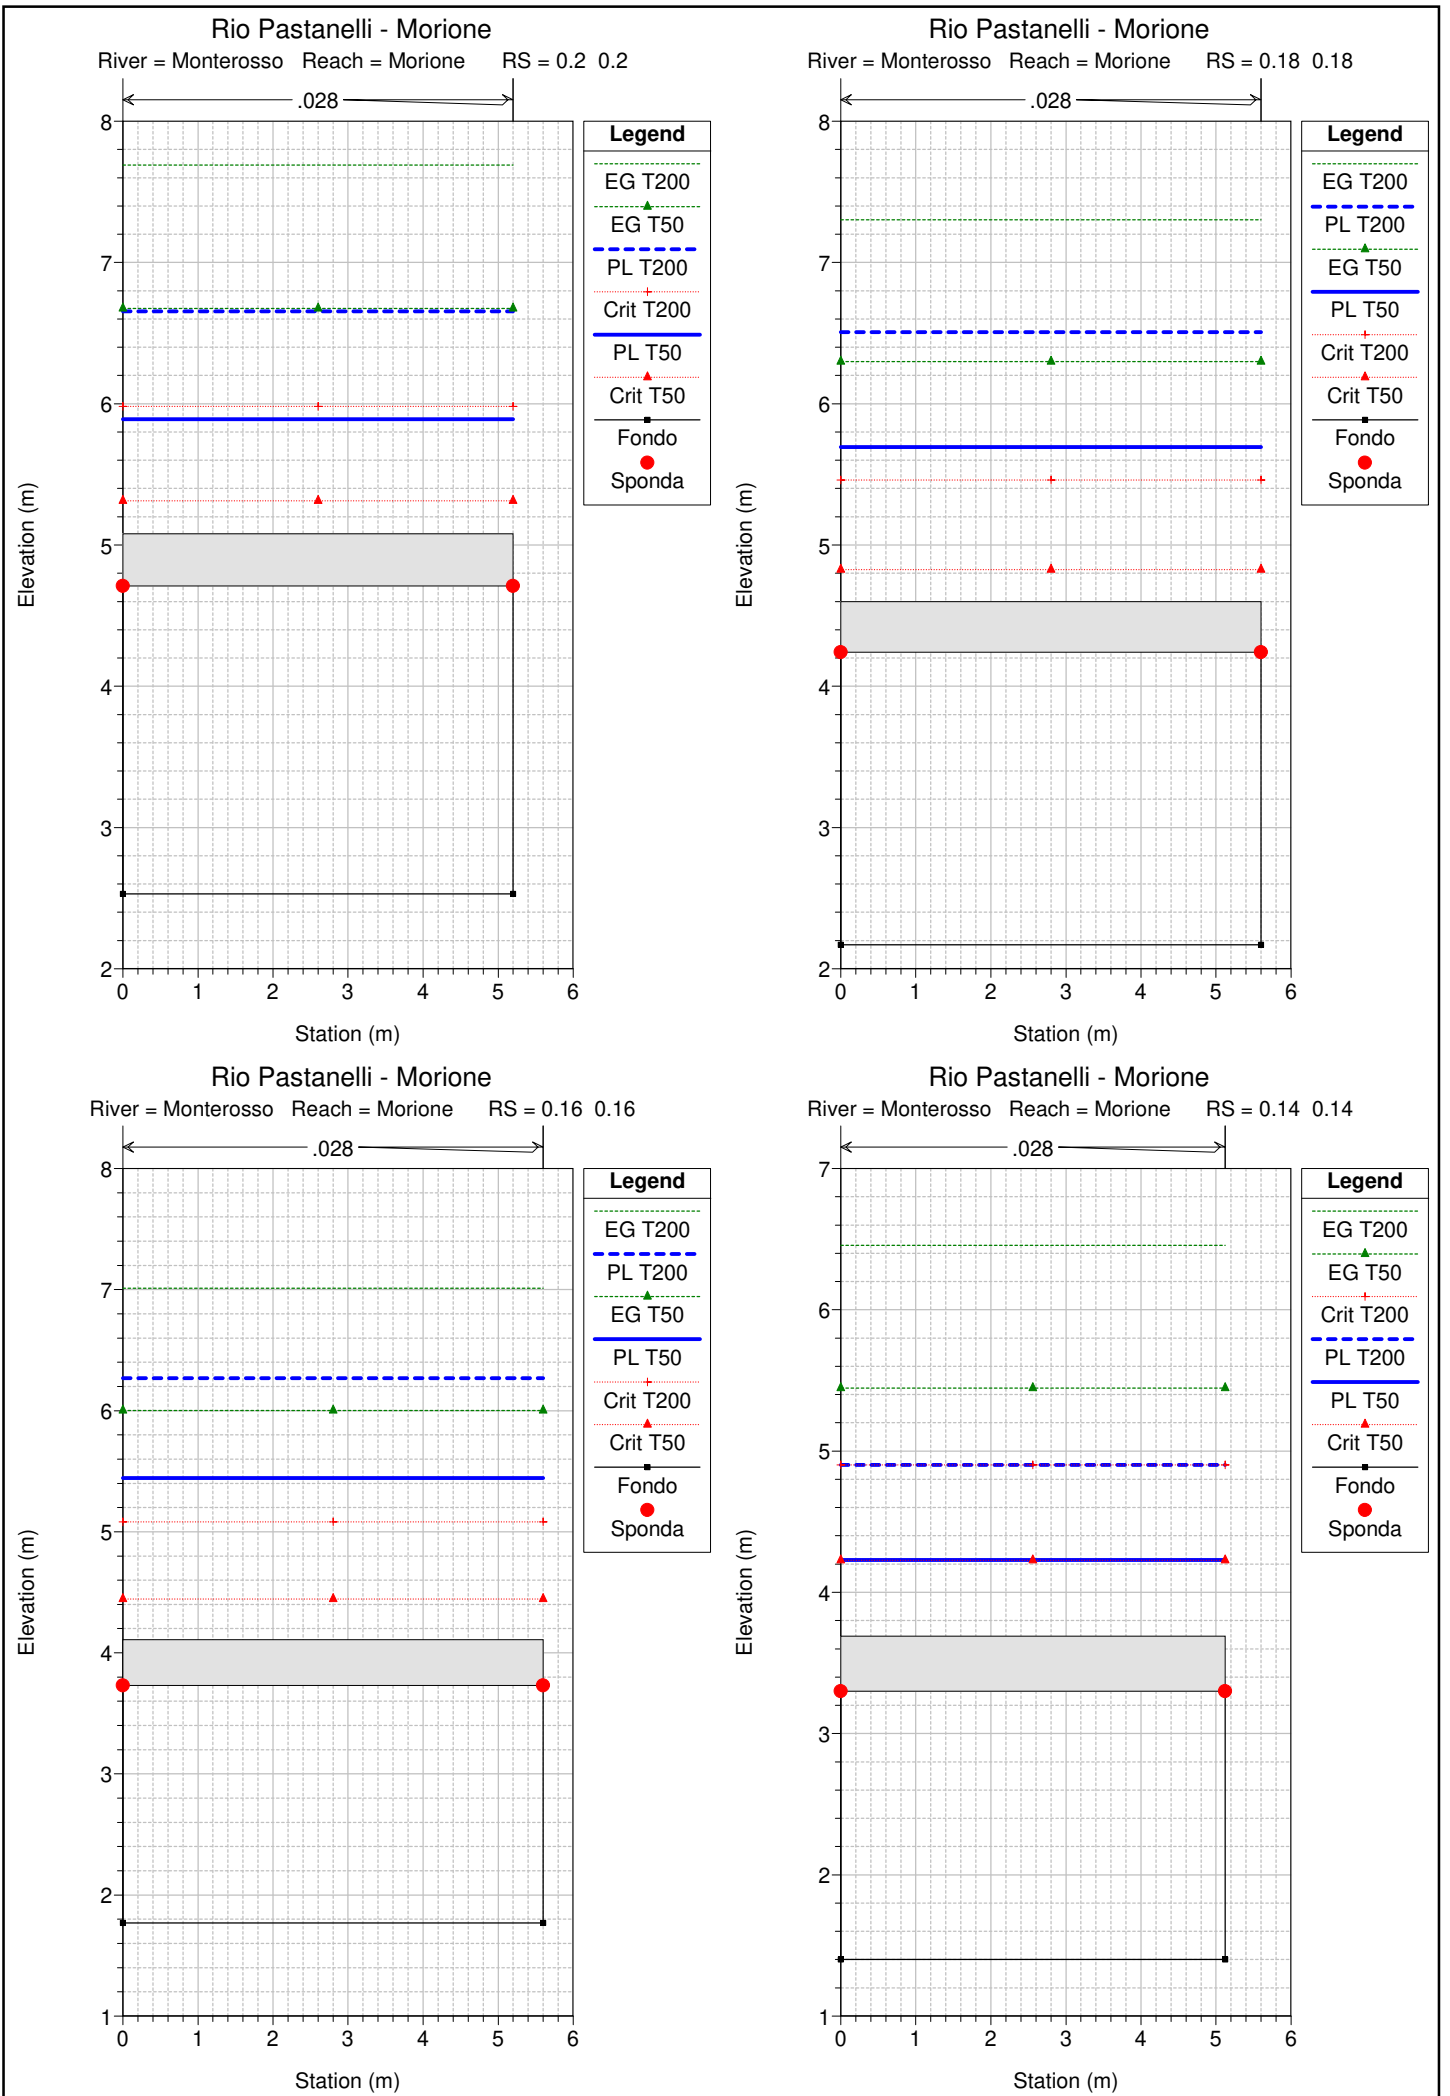 Rio Pastanelli - Morione
River = Monterosso Reach = Morione RS = 0.2 0.2
.028
8
7
6
5
4
3
2
0 1 2 3 4 5 6
Elevation (m)
Station (m)
Legend
EG T200
EG T50
PL T200
Crit T200
PL T50
Crit T50
Fondo
Sponda
Rio Pastanelli - Morione
River = Monterosso Reach = Morione RS = 0.18 0.18
.028
8
7
6
5
4
3
2
0 1 2 3 4 5 6
Elevation (m)
Station (m)
Legend
EG T200
PL T200
EG T50
PL T50
Crit T200
Crit T50
Fondo
Sponda
Rio Pastanelli - Morione
River = Monterosso Reach = Morione RS = 0.16 0.16
.028
8
7
6
5
4
3
2
1
0 1 2 3 4 5 6
Elevation (m)
Station (m)
Legend
EG T200
PL T200
EG T50
PL T50
Crit T200
Crit T50
Fondo
Sponda
Rio Pastanelli - Morione
River = Monterosso Reach = Morione RS = 0.14 0.14
.028
7
6
5
4
3
2
1
0 1 2 3 4 5 6
Elevation (m)
Station (m)
Legend
EG T200
EG T50
Crit T200
PL T200
PL T50
Crit T50
Fondo
Sponda